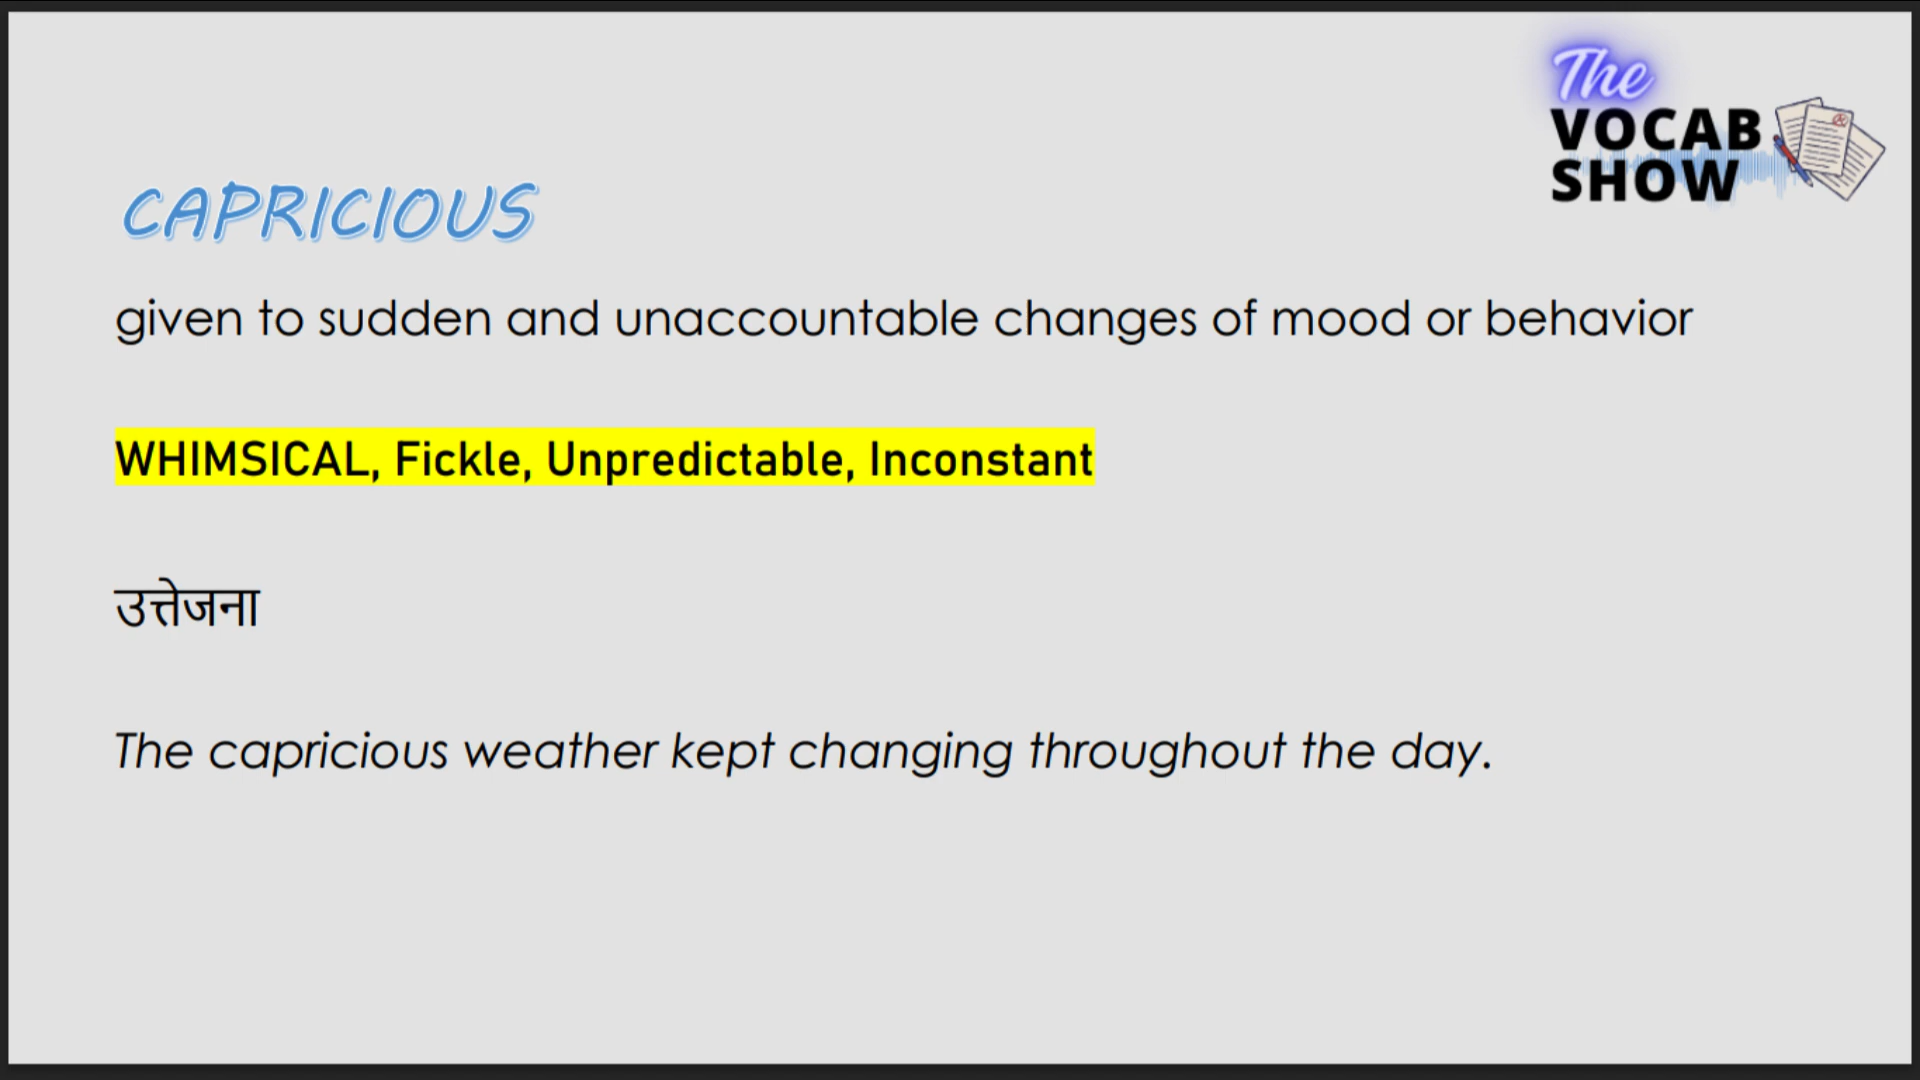 The
VOCAB
SHOW
CAPRICIOUS
given to sudden and unaccountable changes of mood or behavior
WHIMSICAL, Fickle, Unpredictable, Inconstant
उत्तेजना
The capricious weather kept changing throughout the day.